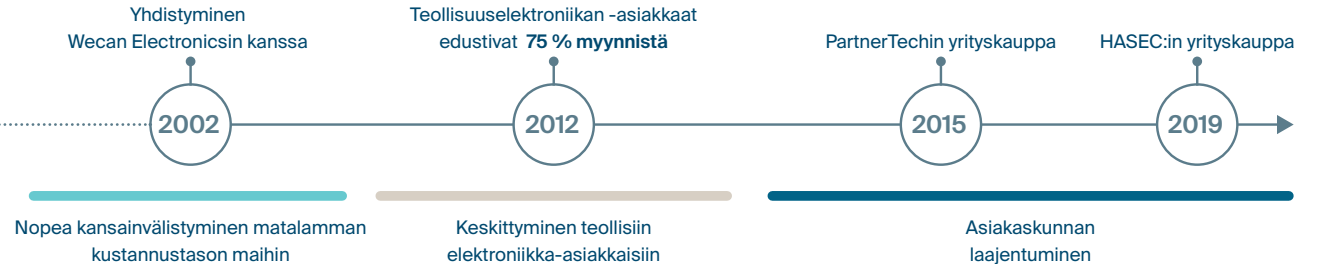 Yhdistyminen
Wecan Electronicsin kanssa
Teollisuuselektroniikan -asiakkaat
edustivat 75 % myynnistä
PartnerTechin yrityskauppa
HASEC:in yrityskauppa
2002
2012
2015
2019
Nopea kansainvälistyminen matalamman
kustannustason maihin
Keskittyminen teollisiin
elektroniikka-asiakkaisiin
Asiakaskunnan
laajentuminen